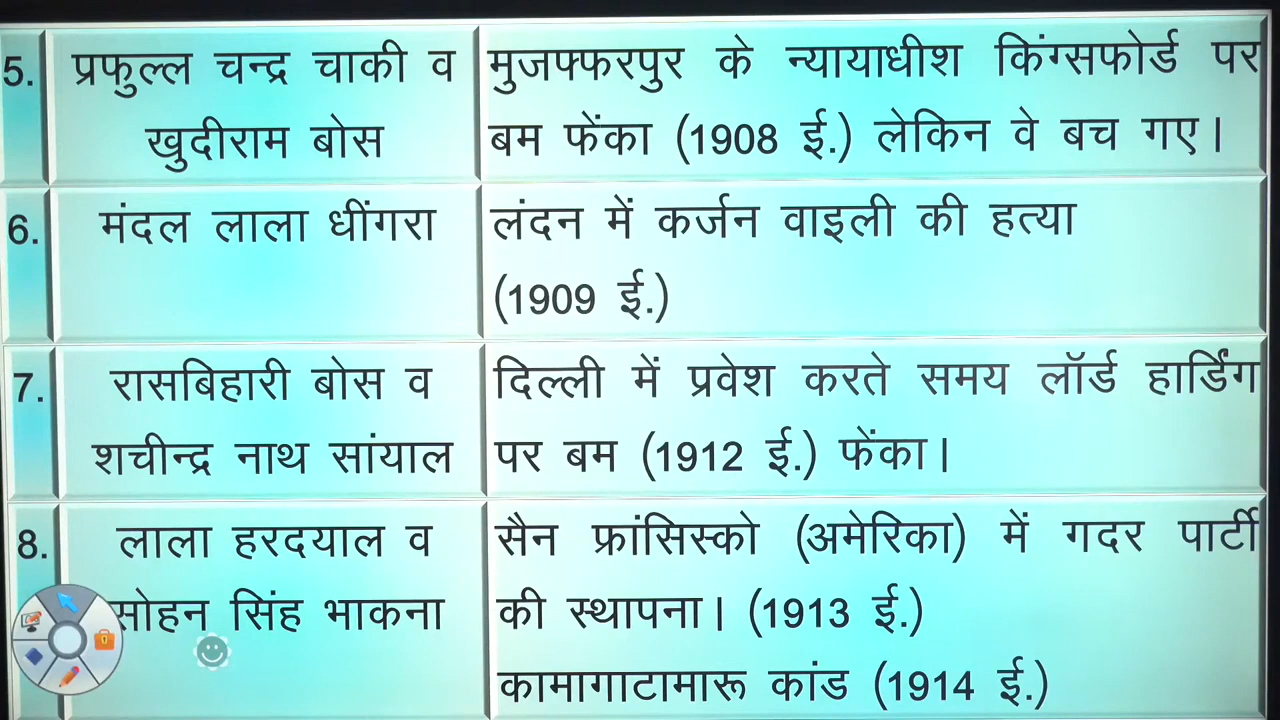 5. प्रफुल्ल चन्द्र चाकी व मुजफ्फरपुर के न्यायाधीश किंग्सफोर्ड पर
खुदीराम बोस बम फेंका (1908 ई.) लेकिन वे बच गए।
6. मंदल लाला धींगरा लंदन में कर्जन वाइली की हत्या
(1909 ई.)
7. रासबिहारी बोस व दिल्ली में प्रवेश करते समय लॉर्ड हार्डिंग
शचीन्द्र नाथ सांयाल पर बम (1912 ई.) फेंका।
8. लाला हरदयाल व सैन फ्रांसिस्को (अमेरिका) में गदर पार्टी
सोहन सिंह भाकना की स्थापना। (1913 ई.)
कामागाटामारू कांड (1914 ई.)